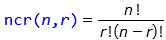 ncr(n,r) = n! / r!(n−r)!